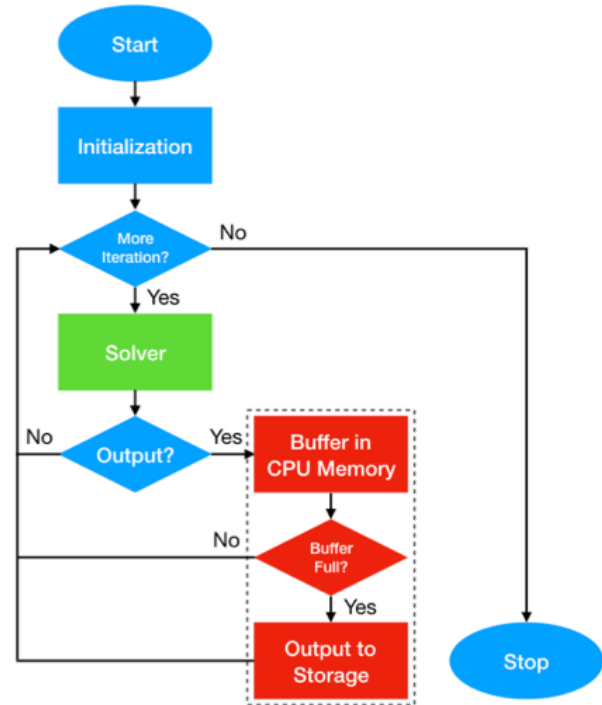 Start
Initialization
More
Iteration?
No
Yes
Solver
No
Output?
Yes
Buffer in
CPU Memory
No
Buffer
Full?
Yes
Output to
Storage
Stop